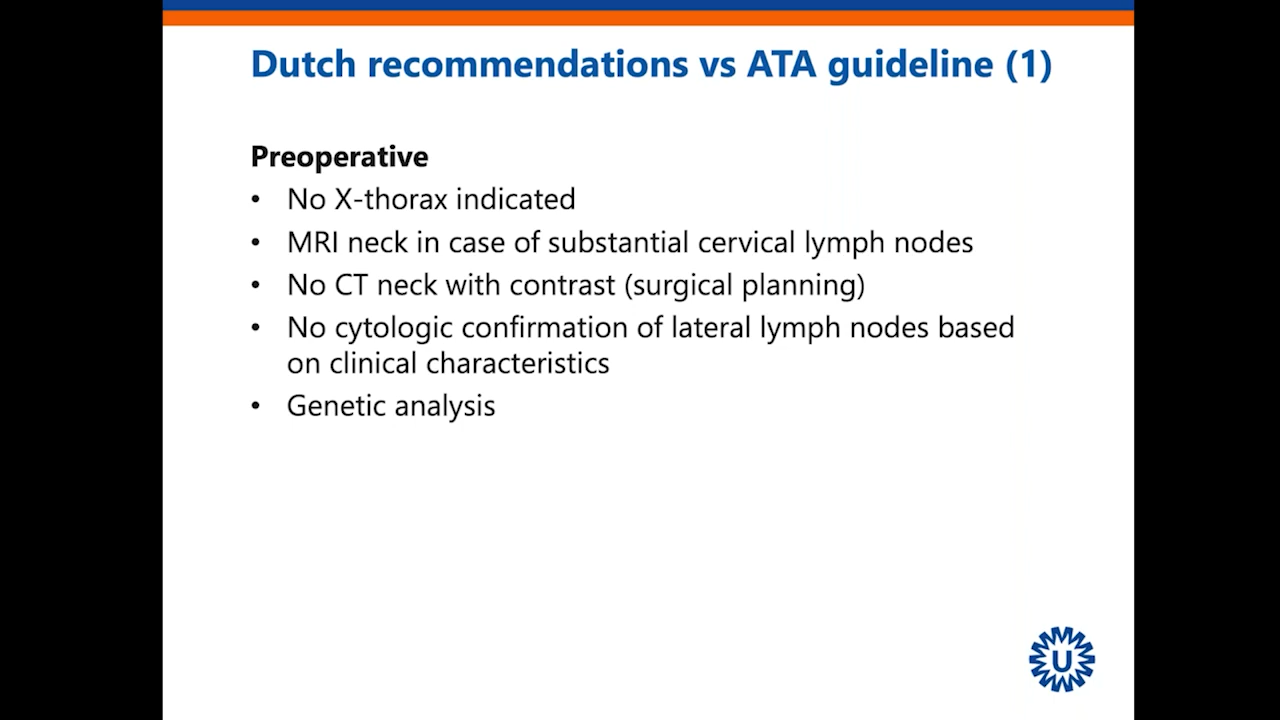 Dutch recommendations vs ATA guideline (1)
Preoperative
• No X-thorax indicated
• MRI neck in case of substantial cervical lymph nodes
• No CT neck with contrast (surgical planning)
• No cytologic confirmation of lateral lymph nodes based
on clinical characteristics
• Genetic analysis
U